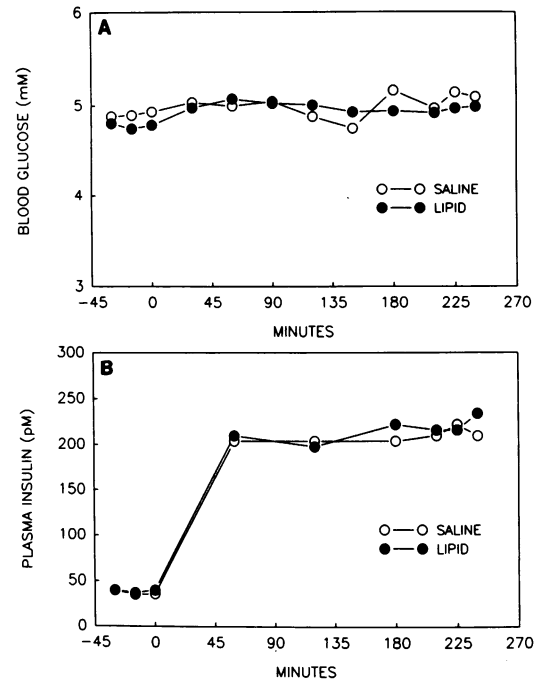 A
6
5
4
3
BLOOD GLUCOSE (mM)
SALINE
LIPID
-45 0 45 90 135 180 225 270
MINUTES
B
300
250
200
150
100
50
0
PLASMA INSULIN (pM)
SALINE
LIPID
-45 0 45 90 135 180 225 270
MINUTES